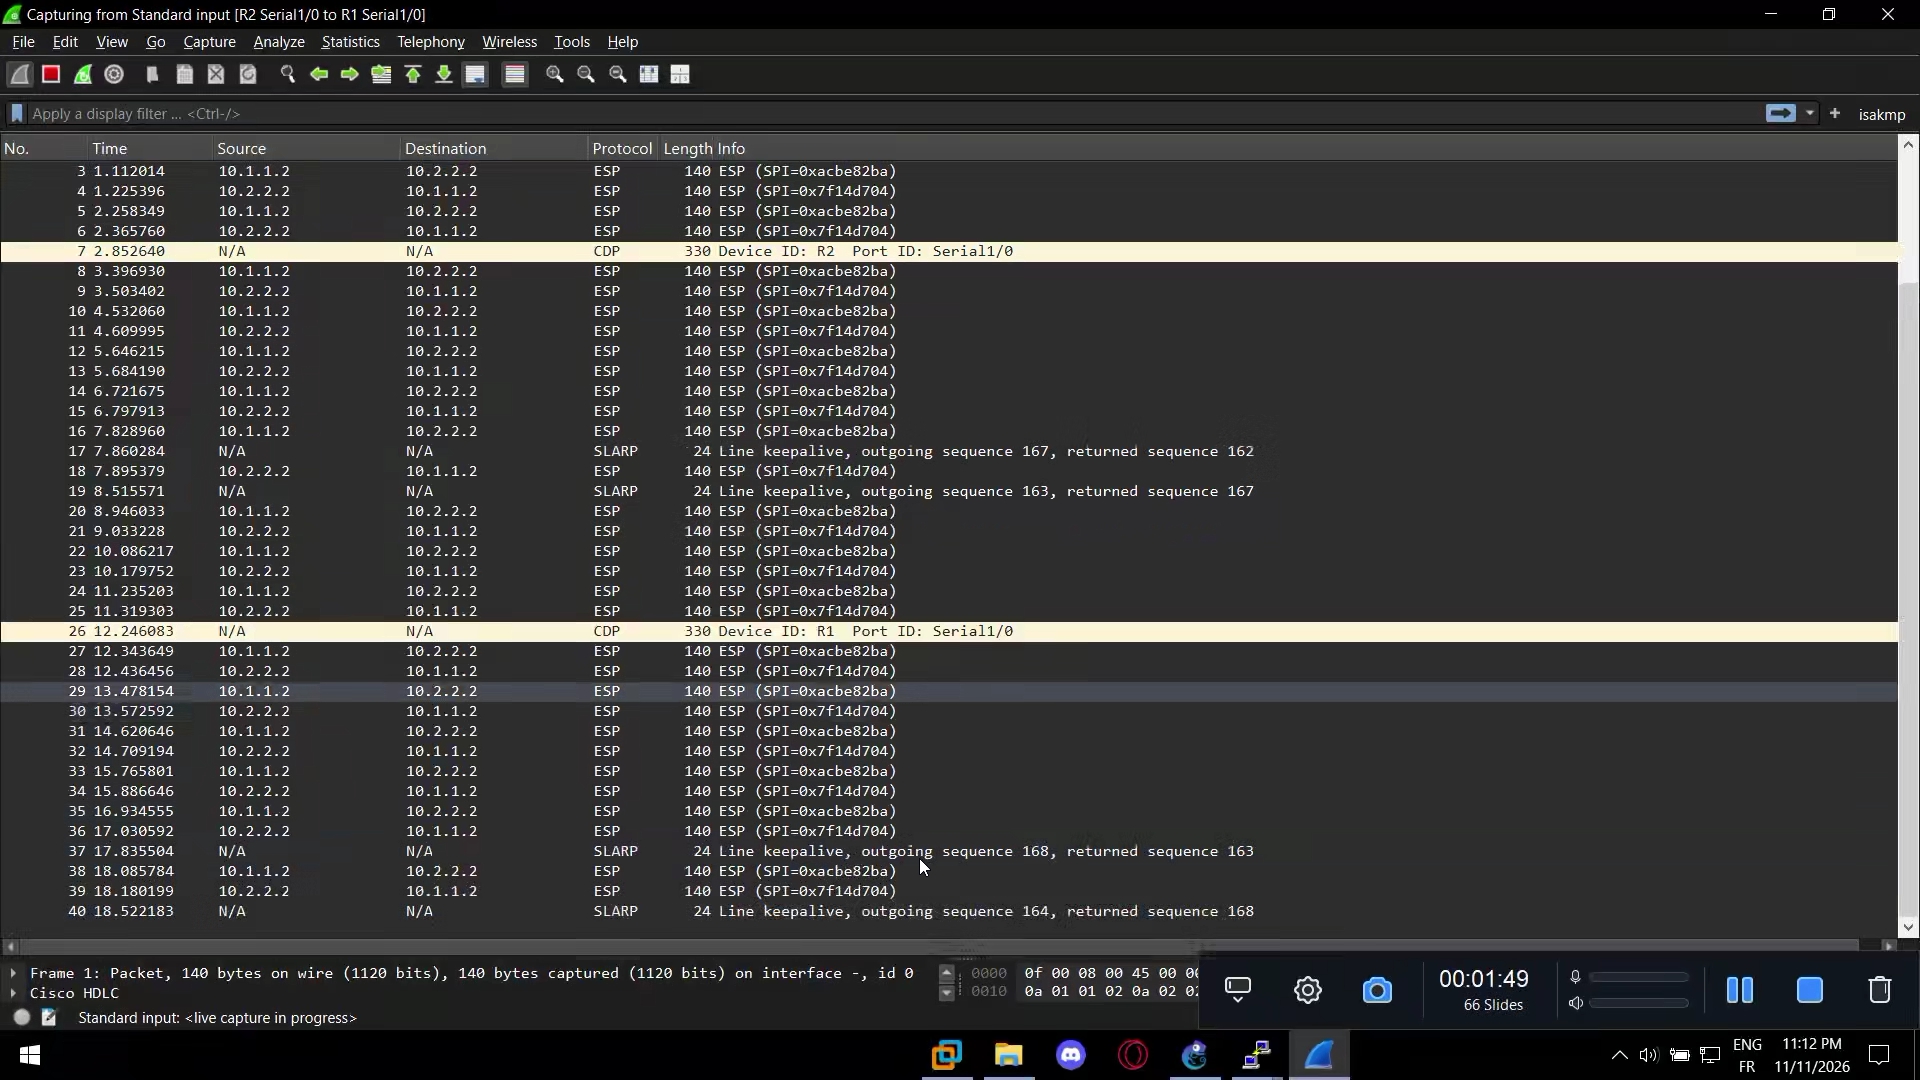 Capturing from Standard input [R2 Serial1/0 to R1 Serial1/0]
File Edit View Go Capture Analyze Statistics Telephony Wireless Tools Help
Apply a display filter ... <Ctrl-/> + isakmp
No. Time Source Destination Protocol Length Info
3 1.112014 10.1.1.2 10.2.2.2 ESP 140 ESP (SPI=0xacbe82ba)
4 1.225396 10.2.2.2 10.1.1.2 ESP 140 ESP (SPI=0x7f14d704)
5 2.258349 10.1.1.2 10.2.2.2 ESP 140 ESP (SPI=0xacbe82ba)
6 2.365760 10.2.2.2 10.1.1.2 ESP 140 ESP (SPI=0x7f14d704)
7 2.852640 N/A N/A CDP 330 Device ID: R2 Port ID: Serial1/0
8 3.396930 10.1.1.2 10.2.2.2 ESP 140 ESP (SPI=0xacbe82ba)
9 3.503402 10.2.2.2 10.1.1.2 ESP 140 ESP (SPI=0x7f14d704)
10 4.532060 10.1.1.2 10.2.2.2 ESP 140 ESP (SPI=0xacbe82ba)
11 4.609995 10.2.2.2 10.1.1.2 ESP 140 ESP (SPI=0x7f14d704)
12 5.646215 10.1.1.2 10.2.2.2 ESP 140 ESP (SPI=0xacbe82ba)
13 5.684190 10.2.2.2 10.1.1.2 ESP 140 ESP (SPI=0x7f14d704)
14 6.721675 10.1.1.2 10.2.2.2 ESP 140 ESP (SPI=0xacbe82ba)
15 6.797913 10.2.2.2 10.1.1.2 ESP 140 ESP (SPI=0x7f14d704)
16 7.828960 10.1.1.2 10.2.2.2 ESP 140 ESP (SPI=0xacbe82ba)
17 7.860284 N/A N/A SLARP 24 Line keepalive, outgoing sequence 167, returned sequence 162
18 7.895379 10.2.2.2 10.1.1.2 ESP 140 ESP (SPI=0x7f14d704)
19 8.515571 N/A N/A SLARP 24 Line keepalive, outgoing sequence 163, returned sequence 167
20 8.946033 10.1.1.2 10.2.2.2 ESP 140 ESP (SPI=0xacbe82ba)
21 9.033228 10.2.2.2 10.1.1.2 ESP 140 ESP (SPI=0x7f14d704)
22 10.086217 10.1.1.2 10.2.2.2 ESP 140 ESP (SPI=0xacbe82ba)
23 10.179752 10.2.2.2 10.1.1.2 ESP 140 ESP (SPI=0x7f14d704)
24 11.235203 10.1.1.2 10.2.2.2 ESP 140 ESP (SPI=0xacbe82ba)
25 11.319303 10.2.2.2 10.1.1.2 ESP 140 ESP (SPI=0x7f14d704)
26 12.246083 N/A N/A CDP 330 Device ID: R1 Port ID: Serial1/0
27 12.343649 10.1.1.2 10.2.2.2 ESP 140 ESP (SPI=0xacbe82ba)
28 12.436456 10.2.2.2 10.1.1.2 ESP 140 ESP (SPI=0x7f14d704)
29 13.478154 10.1.1.2 10.2.2.2 ESP 140 ESP (SPI=0xacbe82ba)
30 13.572592 10.2.2.2 10.1.1.2 ESP 140 ESP (SPI=0x7f14d704)
31 14.620646 10.1.1.2 10.2.2.2 ESP 140 ESP (SPI=0xacbe82ba)
32 14.709194 10.2.2.2 10.1.1.2 ESP 140 ESP (SPI=0x7f14d704)
33 15.765801 10.1.1.2 10.2.2.2 ESP 140 ESP (SPI=0xacbe82ba)
34 15.886646 10.2.2.2 10.1.1.2 ESP 140 ESP (SPI=0x7f14d704)
35 16.934555 10.1.1.2 10.2.2.2 ESP 140 ESP (SPI=0xacbe82ba)
36 17.030592 10.2.2.2 10.1.1.2 ESP 140 ESP (SPI=0x7f14d704)
37 17.835504 N/A N/A SLARP 24 Line keepalive, outgoing sequence 168, returned sequence 163
38 18.085784 10.1.1.2 10.2.2.2 ESP 140 ESP (SPI=0xacbe82ba)
39 18.180199 10.2.2.2 10.1.1.2 ESP 140 ESP (SPI=0x7f14d704)
40 18.522183 N/A N/A SLARP 24 Line keepalive, outgoing sequence 164, returned sequence 168
Frame 1: Packet, 140 bytes on wire (1120 bits), 140 bytes captured (1120 bits) on interface -, id 0
Cisco HDLC
0000 0f 00 08 00 45 00 00
0010 0a 01 01 02 0a 02 02
00:01:49
66 Slides
Standard input: <live capture in progress>
ENG
FR
11:12 PM
11/11/2026